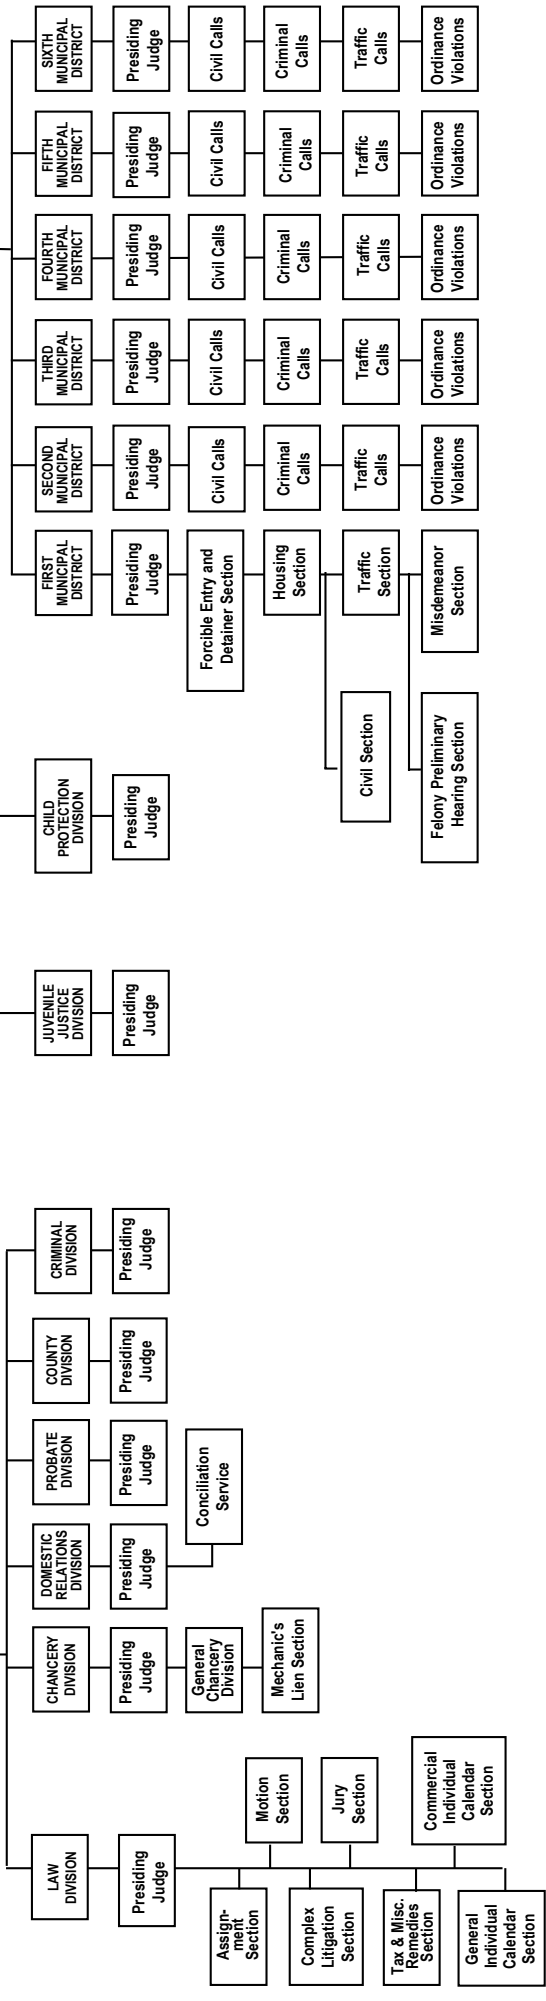 LAW
DIVISION
Presiding
Judge
Assign-
ment
Section
Motion
Section
Complex
Litigation
Section
Jury
Section
Tax & Misc.
Remedies
Section
Commercial
Individual
Calendar
Section
General
Individual
Calendar
Section
CHANCERY
DIVISION
Presiding
Judge
General
Chancery
Division
Mechanic's
Lien Section
DOMESTIC
RELATIONS
DIVISION
Presiding
Judge
Conciliation
Service
PROBATE
DIVISION
Presiding
Judge
COUNTY
DIVISION
Presiding
Judge
CRIMINAL
DIVISION
Presiding
Judge
JUVENILE
JUSTICE
DIVISION
Presiding
Judge
CHILD
PROTECTION
DIVISION
Presiding
Judge
FIRST
MUNICIPAL
DISTRICT
Presiding
Judge
Forcible Entry and
Detainer Section
Housing
Section
Civil Section
Traffic
Section
Felony Preliminary
Hearing Section
Misdemeanor
Section
SECOND
MUNICIPAL
DISTRICT
Presiding
Judge
Civil Calls
Criminal
Calls
Traffic
Calls
Ordinance
Violations
THIRD
MUNICIPAL
DISTRICT
Presiding
Judge
Civil Calls
Criminal
Calls
Traffic
Calls
Ordinance
Violations
FOURTH
MUNICIPAL
DISTRICT
Presiding
Judge
Civil Calls
Criminal
Calls
Traffic
Calls
Ordinance
Violations
FIFTH
MUNICIPAL
DISTRICT
Presiding
Judge
Civil Calls
Criminal
Calls
Traffic
Calls
Ordinance
Violations
SIXTH
MUNICIPAL
DISTRICT
Presiding
Judge
Civil Calls
Criminal
Calls
Traffic
Calls
Ordinance
Violations